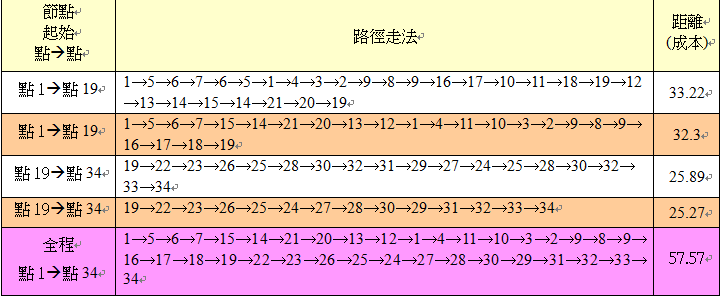 節點
起始
點→點
路徑走法
距離
(成本)
點 1→點 19
1→5→6→7→6→5→1→4→3→2→9→8→9→16→17→10→11→18→19→12
→13→14→15→14→21→20→19
33.22
點 1→點 19
1→5→6→7→15→14→21→20→13→12→1→4→11→10→3→2→9→8→9→
16→17→18→19
32.3
點 19→點 34
19→22→23→26→25→28→30→32→31→29→27→24→25→28→30→32→
33→34
25.89
點 19→點 34
19→22→23→26→25→24→27→28→30→29→31→32→33→34
25.27
全程
點 1→點 34
1→5→6→7→15→14→21→20→13→12→1→4→11→10→3→2→9→8→9→
16→17→18→19→22→23→26→25→24→27→28→30→29→31→32→33→
34
57.57